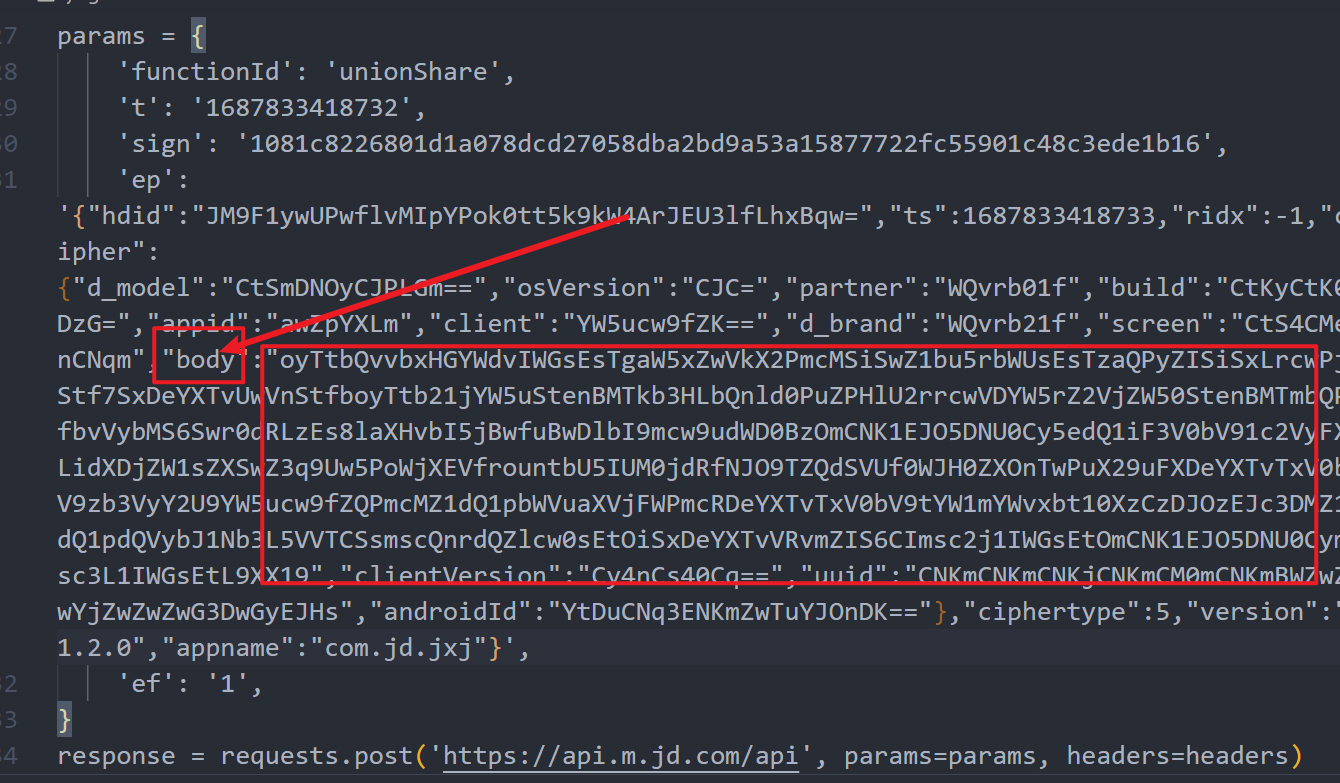 27 params = {
28 'functionId': 'unionShare',
29 't': '1687833418732',
30 'sign': '1081c8226801d1a078dcd27058dba2bd9a53a15877722fc55901c48c3ede1b16',
31 'ep':
'{"hdid":"JM9F1ywUPwflvMIpYPok0tt5k9kW4ArJEU3lfLhxBqw=","ts":1687833418733,"ridx":-1,"c
ipher":
{"d_model":"CtSmDNOyCJPLGm==","osVersion":"CJC=","partner":"WQvrb01f","build":"CtKyCtK0
DzG=","appid":"awZpYXLm","client":"YW5ucw9fZK==","d_brand":"WQvrb21f","screen":"CtS4CMe
nCNqm","body":"oyTtbQvvbxHGYWdvIWGsEsTgaW5xZwVkX2PmcMSiSwZ1bu5rbWUsEsTzaQPyZISiSxLrcwPj
Stf7SxDeYXTvUwVnStfboyTtb21jYW5uStenBMTkb3HLbQnld0PuZPHlU2rrcwVDYW5rZ2VjZW50StenBMTmbQP
fbvVybMS6Swr0dRLzEs8laXHvbI5jBwfuBwDlbI9mcw9udWD0BzOmCNK1EJO5DNU0Cy5edQ1iF3V0bV91c2VyFX
LidXDjZW1sZXSwZ3q9Uw5PoWjXEVfrountbU5IUM0jdRfNJO9TZQdSVUf0WJH0ZXOnTwPuX29uFXDeYXTvTxV0b
V9zb3VyY2U9YW5ucw9fZQPmcMZ1dQ1pbWVuaXVjFWPmcRDeYXTvTxV0bV9tYW1mYWvxbt10XzCzDJOzEJc3DMZ1
dQ1pdQVybJ1Nb3L5VVTCSsmscQnrdQZlcw0sEtOiSxDeYXTvVRvmZIS6CImsc2j1IWGsEtOmCNK1EJO5DNU0Cym
sc3L1IWGsEtL9XX19","clientVersion":"Cy4nCs40Cq==","uuid":"CNKmCNKmCNKjCNKmCM0mCNKmBWZwZ
wYjZwZwZwG3DwGyEJHs","androidId":"YtDuCNq3ENKmZwTuYJOnDK=="},"ciphertype":5,"version":"
1.2.0","appname":"com.jd.jxj"}',
32 'ef': '1',
33 }
34 response = requests.post('https://api.m.jd.com/api', params=params, headers=headers)